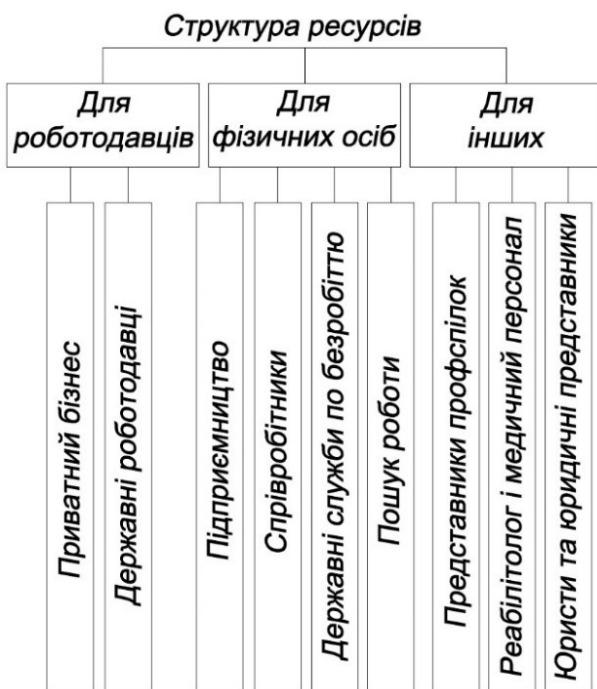 Структура ресурсів
Для
роботодавців
Для
фізичних осіб
Для
інших
Приватний бізнес
Державні роботодавці
Підприємництво
Спрівробітники
Державні служби по безробіттю
Пошук роботи
Представники профспілок
Реабілітолог і медичний персонал
Юристи та юридичні представники